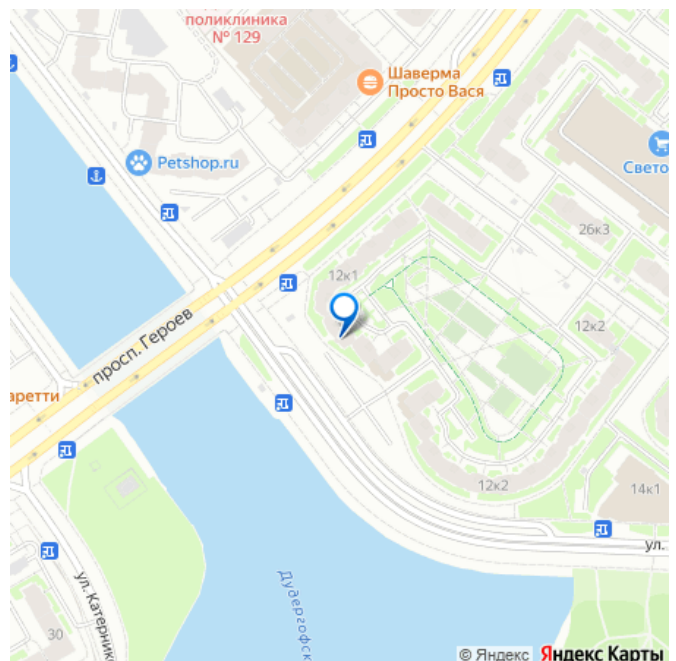 поликлиника
№ 129
Шаверма
Просто Вася
Petshop.ru
Свето
26к3
12к1
просп. Героев
12к2
аретти
12к2
14к1
ул.
Дудергофск
ул. Катернико
30
© Яндекс Яндекс Карты